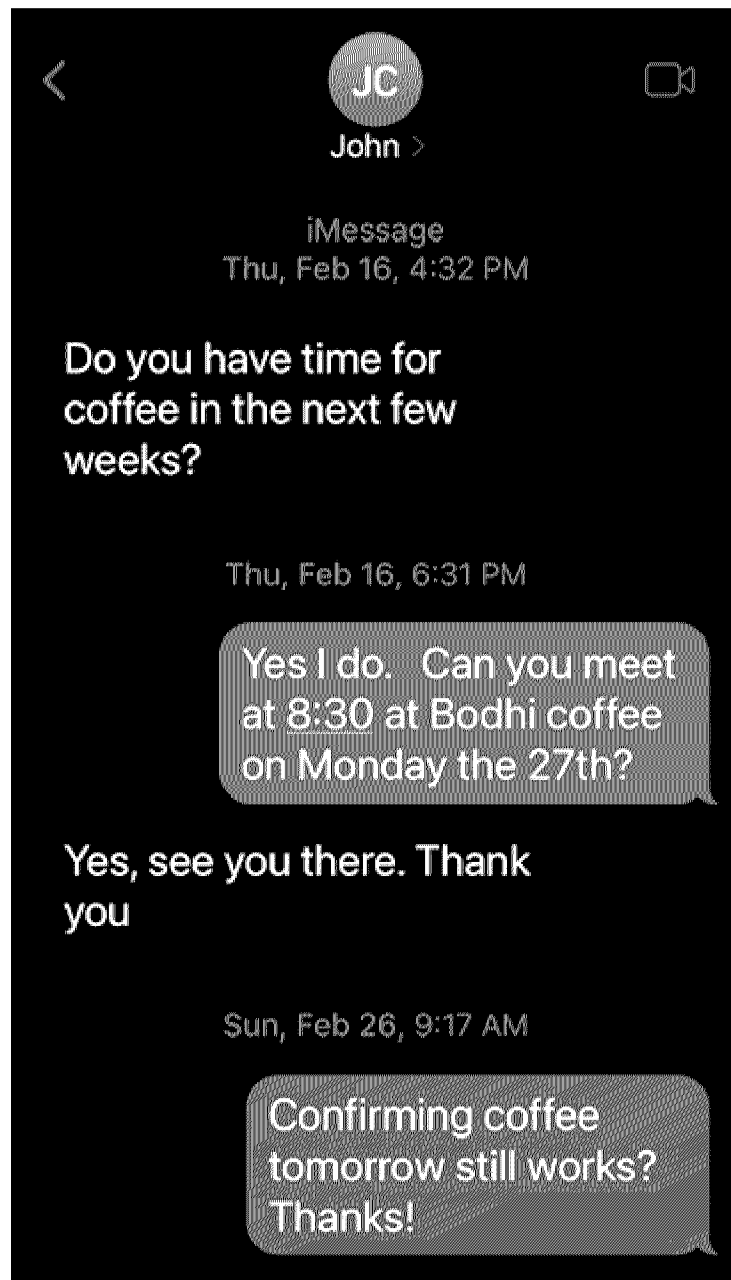 JC
John >
iMessage
Thu, Feb 16, 4:32 PM
Do you have time for
coffee in the next few
weeks?
Thu, Feb 16, 6:31 PM
Yes I do.   Can you meet
at 8:30 at Bodhi coffee
on Monday the 27th?
Yes, see you there. Thank
you
Sun, Feb 26, 9:17 AM
Confirming coffee
tomorrow still works?
Thanks!